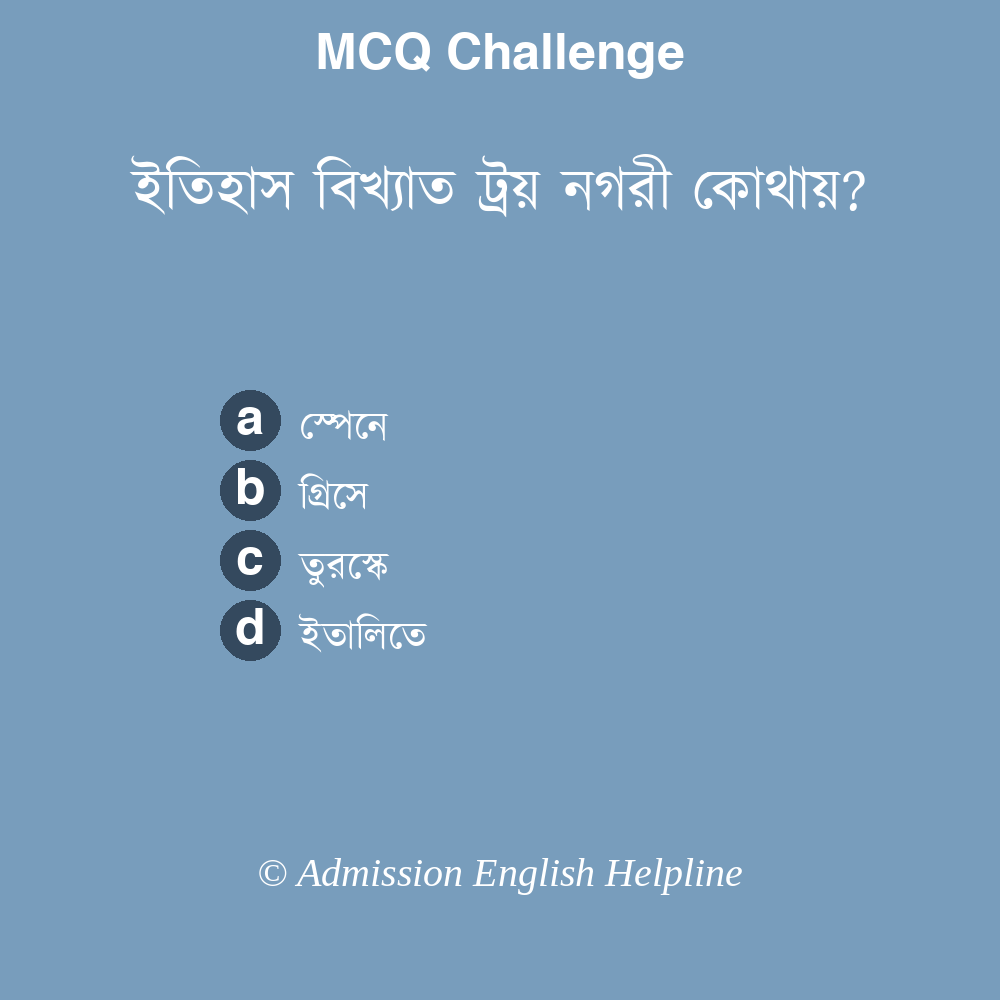 MCQ Challenge
ইতিহাস বিখ্যাত ট্রয় নগরী কোথায়?
a স্পেনে
b গ্রিসে
c তুরস্কে
d ইতালিতে
© Admission English Helpline